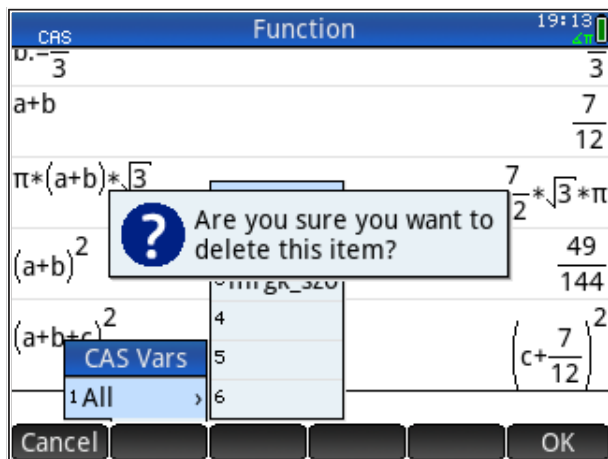 CAS
Function
19:13
∡π
b:=
3
3
a+b
7
12
π*(a+b)*√3
7
2
*√3*π
Are you sure you want to
delete this item?
(a+b)²
49
144
4
(a+b+c)²
(c+7/12)²
CAS Vars
5
1 All ›
6
Cancel
OK